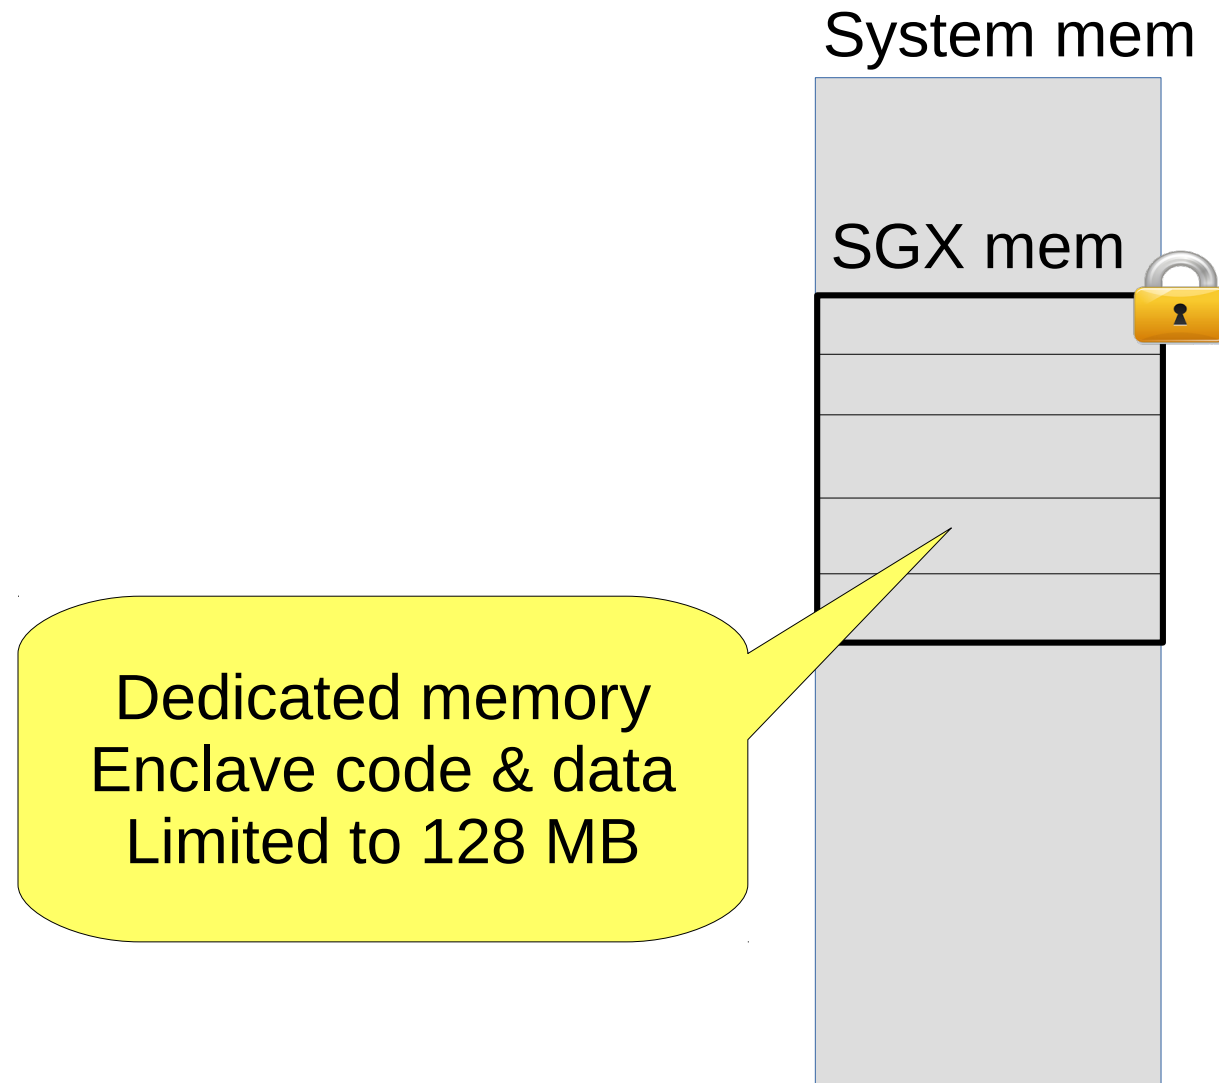 System mem
SGX mem
Dedicated memory
Enclave code & data
Limited to 128 MB